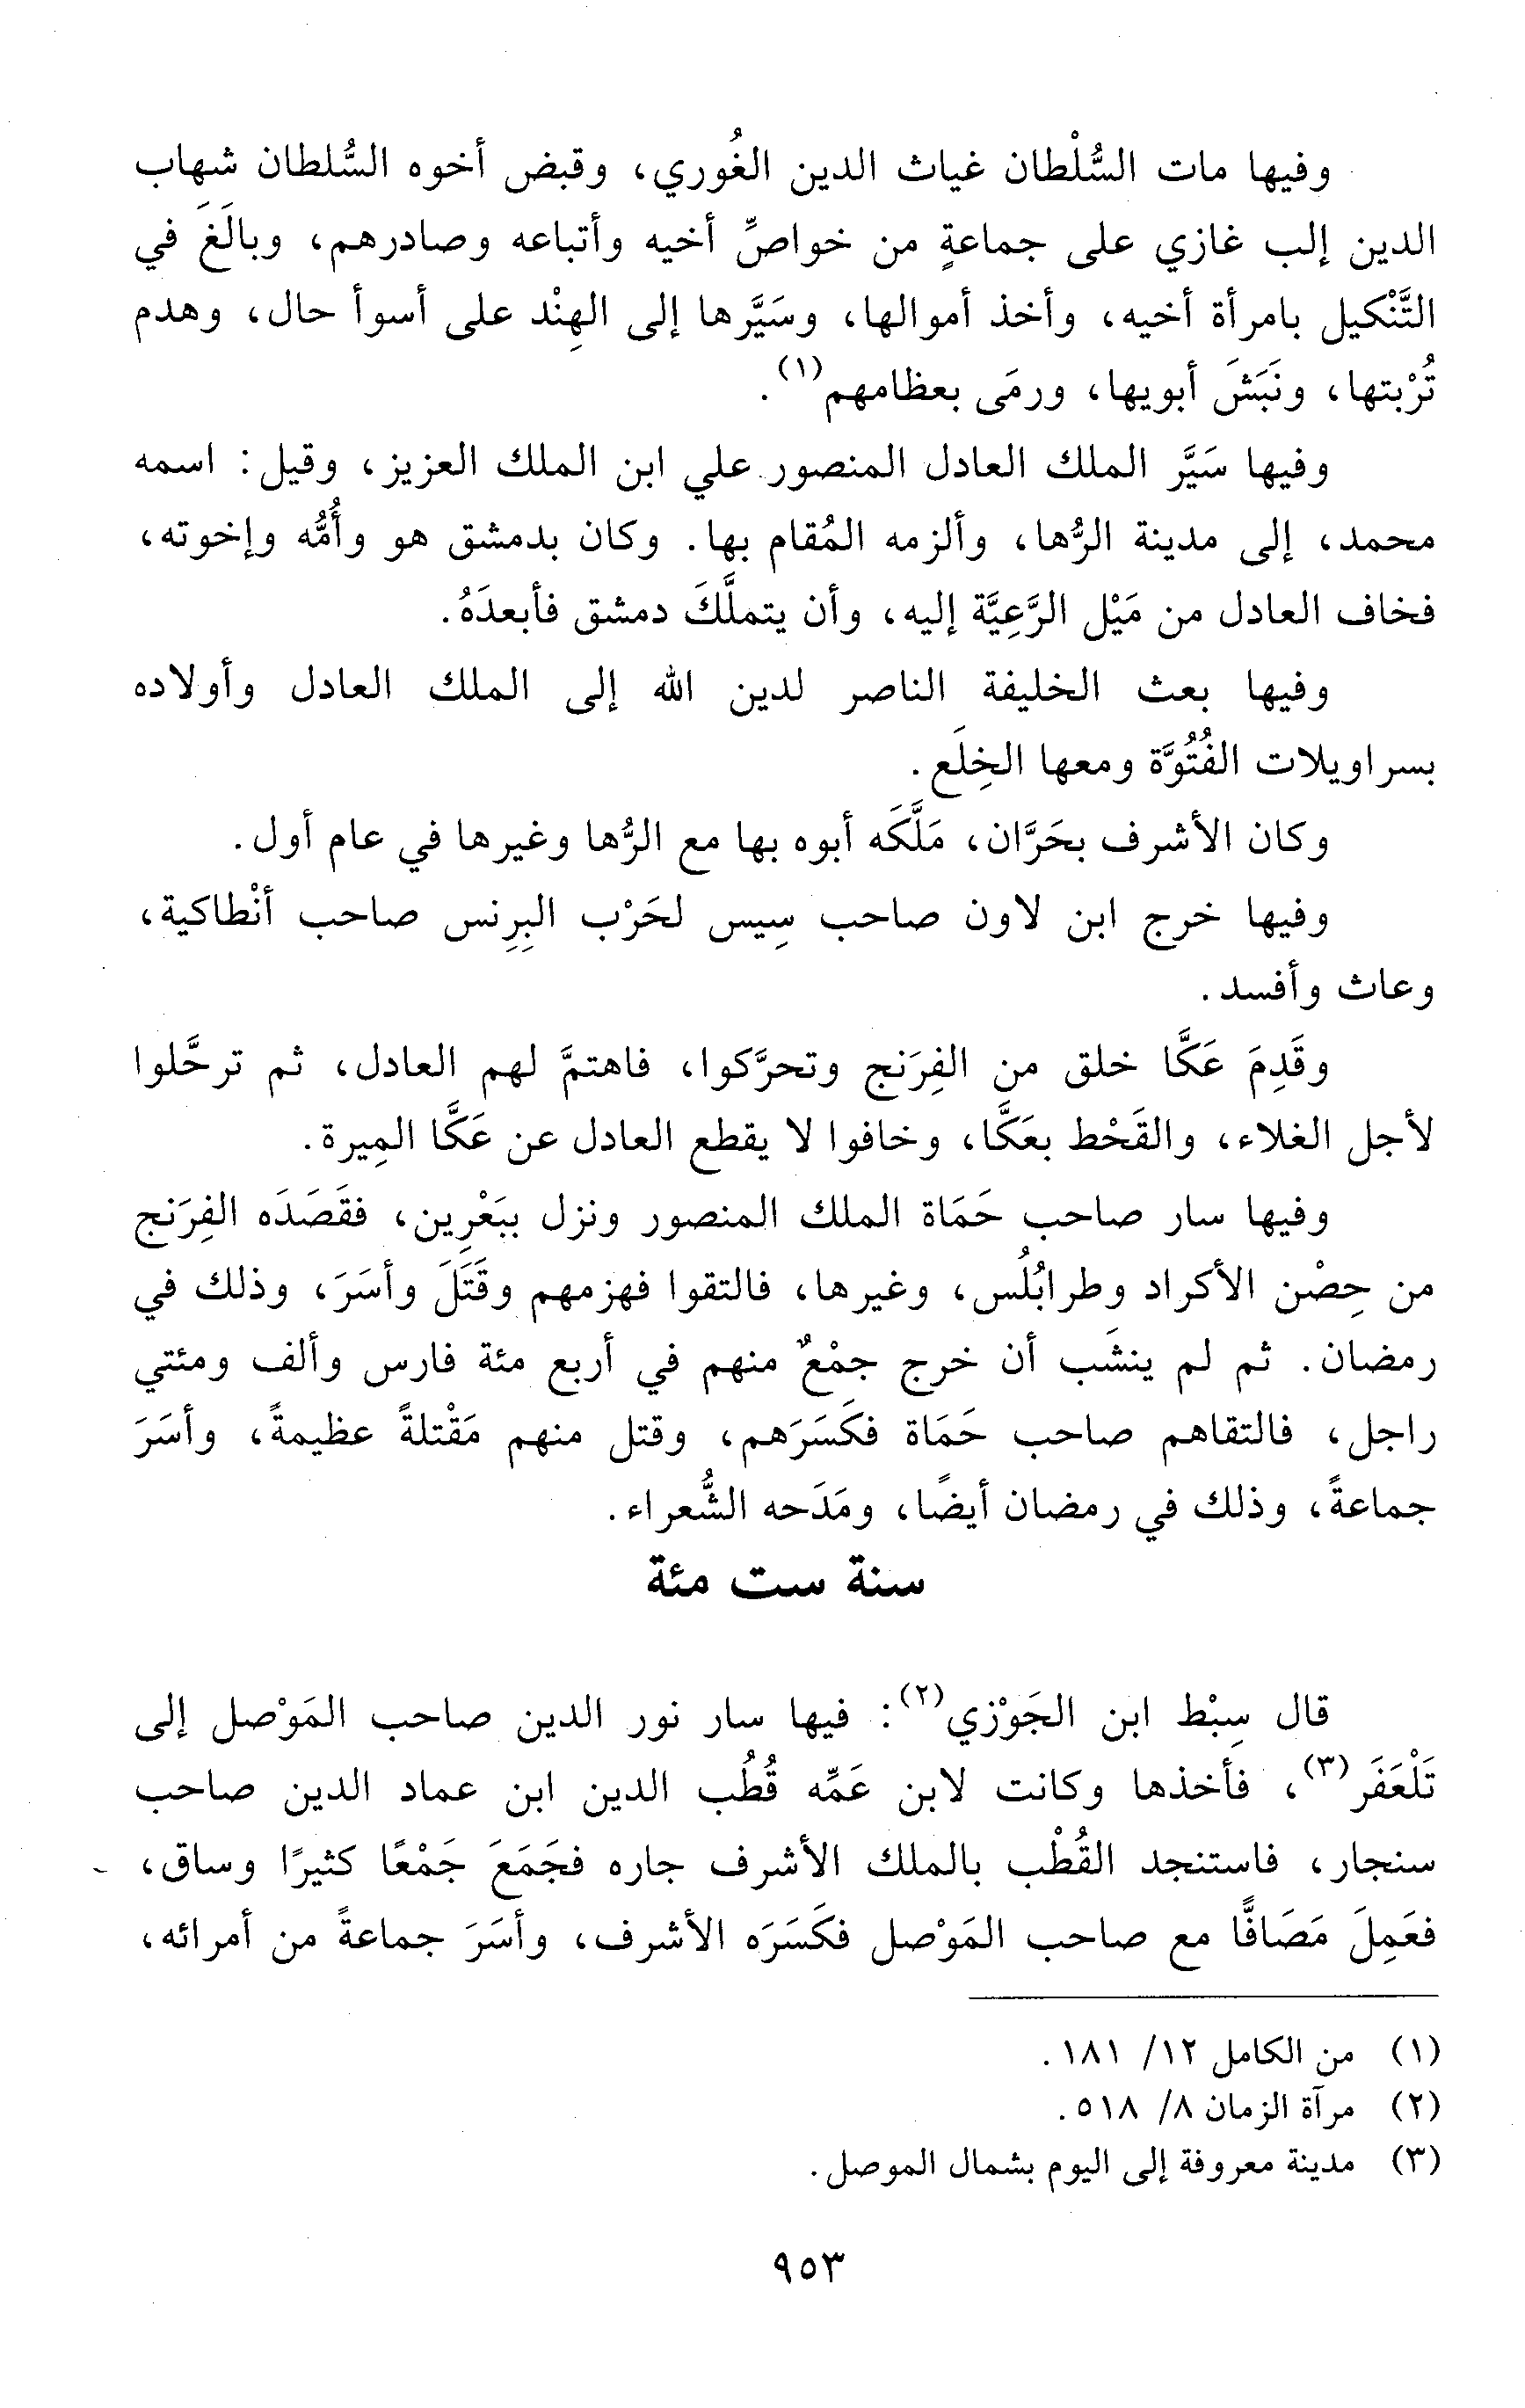 وفيها مات السُّلْطان غياث الدين الغُوري، وقبض أخوه السُّلطان شهاب
الدين إلب غازي على جماعةٍ من خواصِّ أخيه وأتباعه وصادرهم، وبالَغَ في
التَّنْكيل بامرأة أخيه، وأخذ أموالها، وسَيَّرها إلى الهِنْد على أسوأ حال، وهدم
تُرْبتها، ونَبَشَ أبويها، ورمَى بعظامهم(١).
وفيها سَيَّر الملك العادل المنصور علي ابن الملك العزيز، وقيل: اسمه
محمد، إلى مدينة الرُّها، وألزمه المُقام بها. وكان بدمشق هو وأُمُّه وإخوته،
فخاف العادل من مَيْل الرَّعِيَّة إليه، وأن يتملَّكَ دمشق فأبعدَهُ.
وفيها بعث الخليفة الناصر لدين الله إلى الملك العادل وأولاده
بسراويلات الفُتُوَّة ومعها الخِلَع.
وكان الأشرف بحَرَّان، مَلَّكَه أبوه بها مع الرُّها وغيرها في عام أول.
وفيها خرج ابن لاون صاحب سِيس لحَرْب البِرِنس صاحب أنْطاكية،
وعاث وأفسد.
وقَدِمَ عَكَّا خلق من الفِرَنج وتحرَّكوا، فاهتمَّ لهم العادل، ثم ترحَّلوا
لأجل الغلاء، والقَحْط بعَكَّا، وخافوا لا يقطع العادل عن عَكَّا المِيرة.
وفيها سار صاحب حَمَاة الملك المنصور ونزل ببَعْرِين، فقَصَدَه الفِرَنج
من حِصْن الأكراد وطرابُلُس، وغيرها، فالتقوا فهزمهم وقَتَلَ وأسَرَ، وذلك في
رمضان. ثم لم ينشَب أن خرج جمْعٌ منهم في أربع مئة فارس وألف ومئتي
راجل، فالتقاهم صاحب حَمَاة فكَسَرَهم، وقتل منهم مَقْتلةً عظيمةً، وأسَرَ
جماعةً، وذلك في رمضان أيضًا، ومَدَحه الشُّعراء.
سنة ست مئة
قال سِبْط ابن الجَوْزي(٢): فيها سار نور الدين صاحب المَوْصل إلى
تَلْعَفَر(٣)، فأخذها وكانت لابن عَمِّه قُطُب الدين ابن عماد الدين صاحب
سنجار، فاستنجد القُطْب بالملك الأشرف جاره فجَمَعَ جَمْعًا كثيرًا وساق،
فعَمِلَ مَصَافًّا مع صاحب المَوْصل فكَسَرَه الأشرف، وأسَرَ جماعةً من أمرائه،
(١) من الكامل ١٢/ ١٨١.
(٢) مرآة الزمان ٨/ ٥١٨.
(٣) مدينة معروفة إلى اليوم بشمال الموصل.
٩٥٣